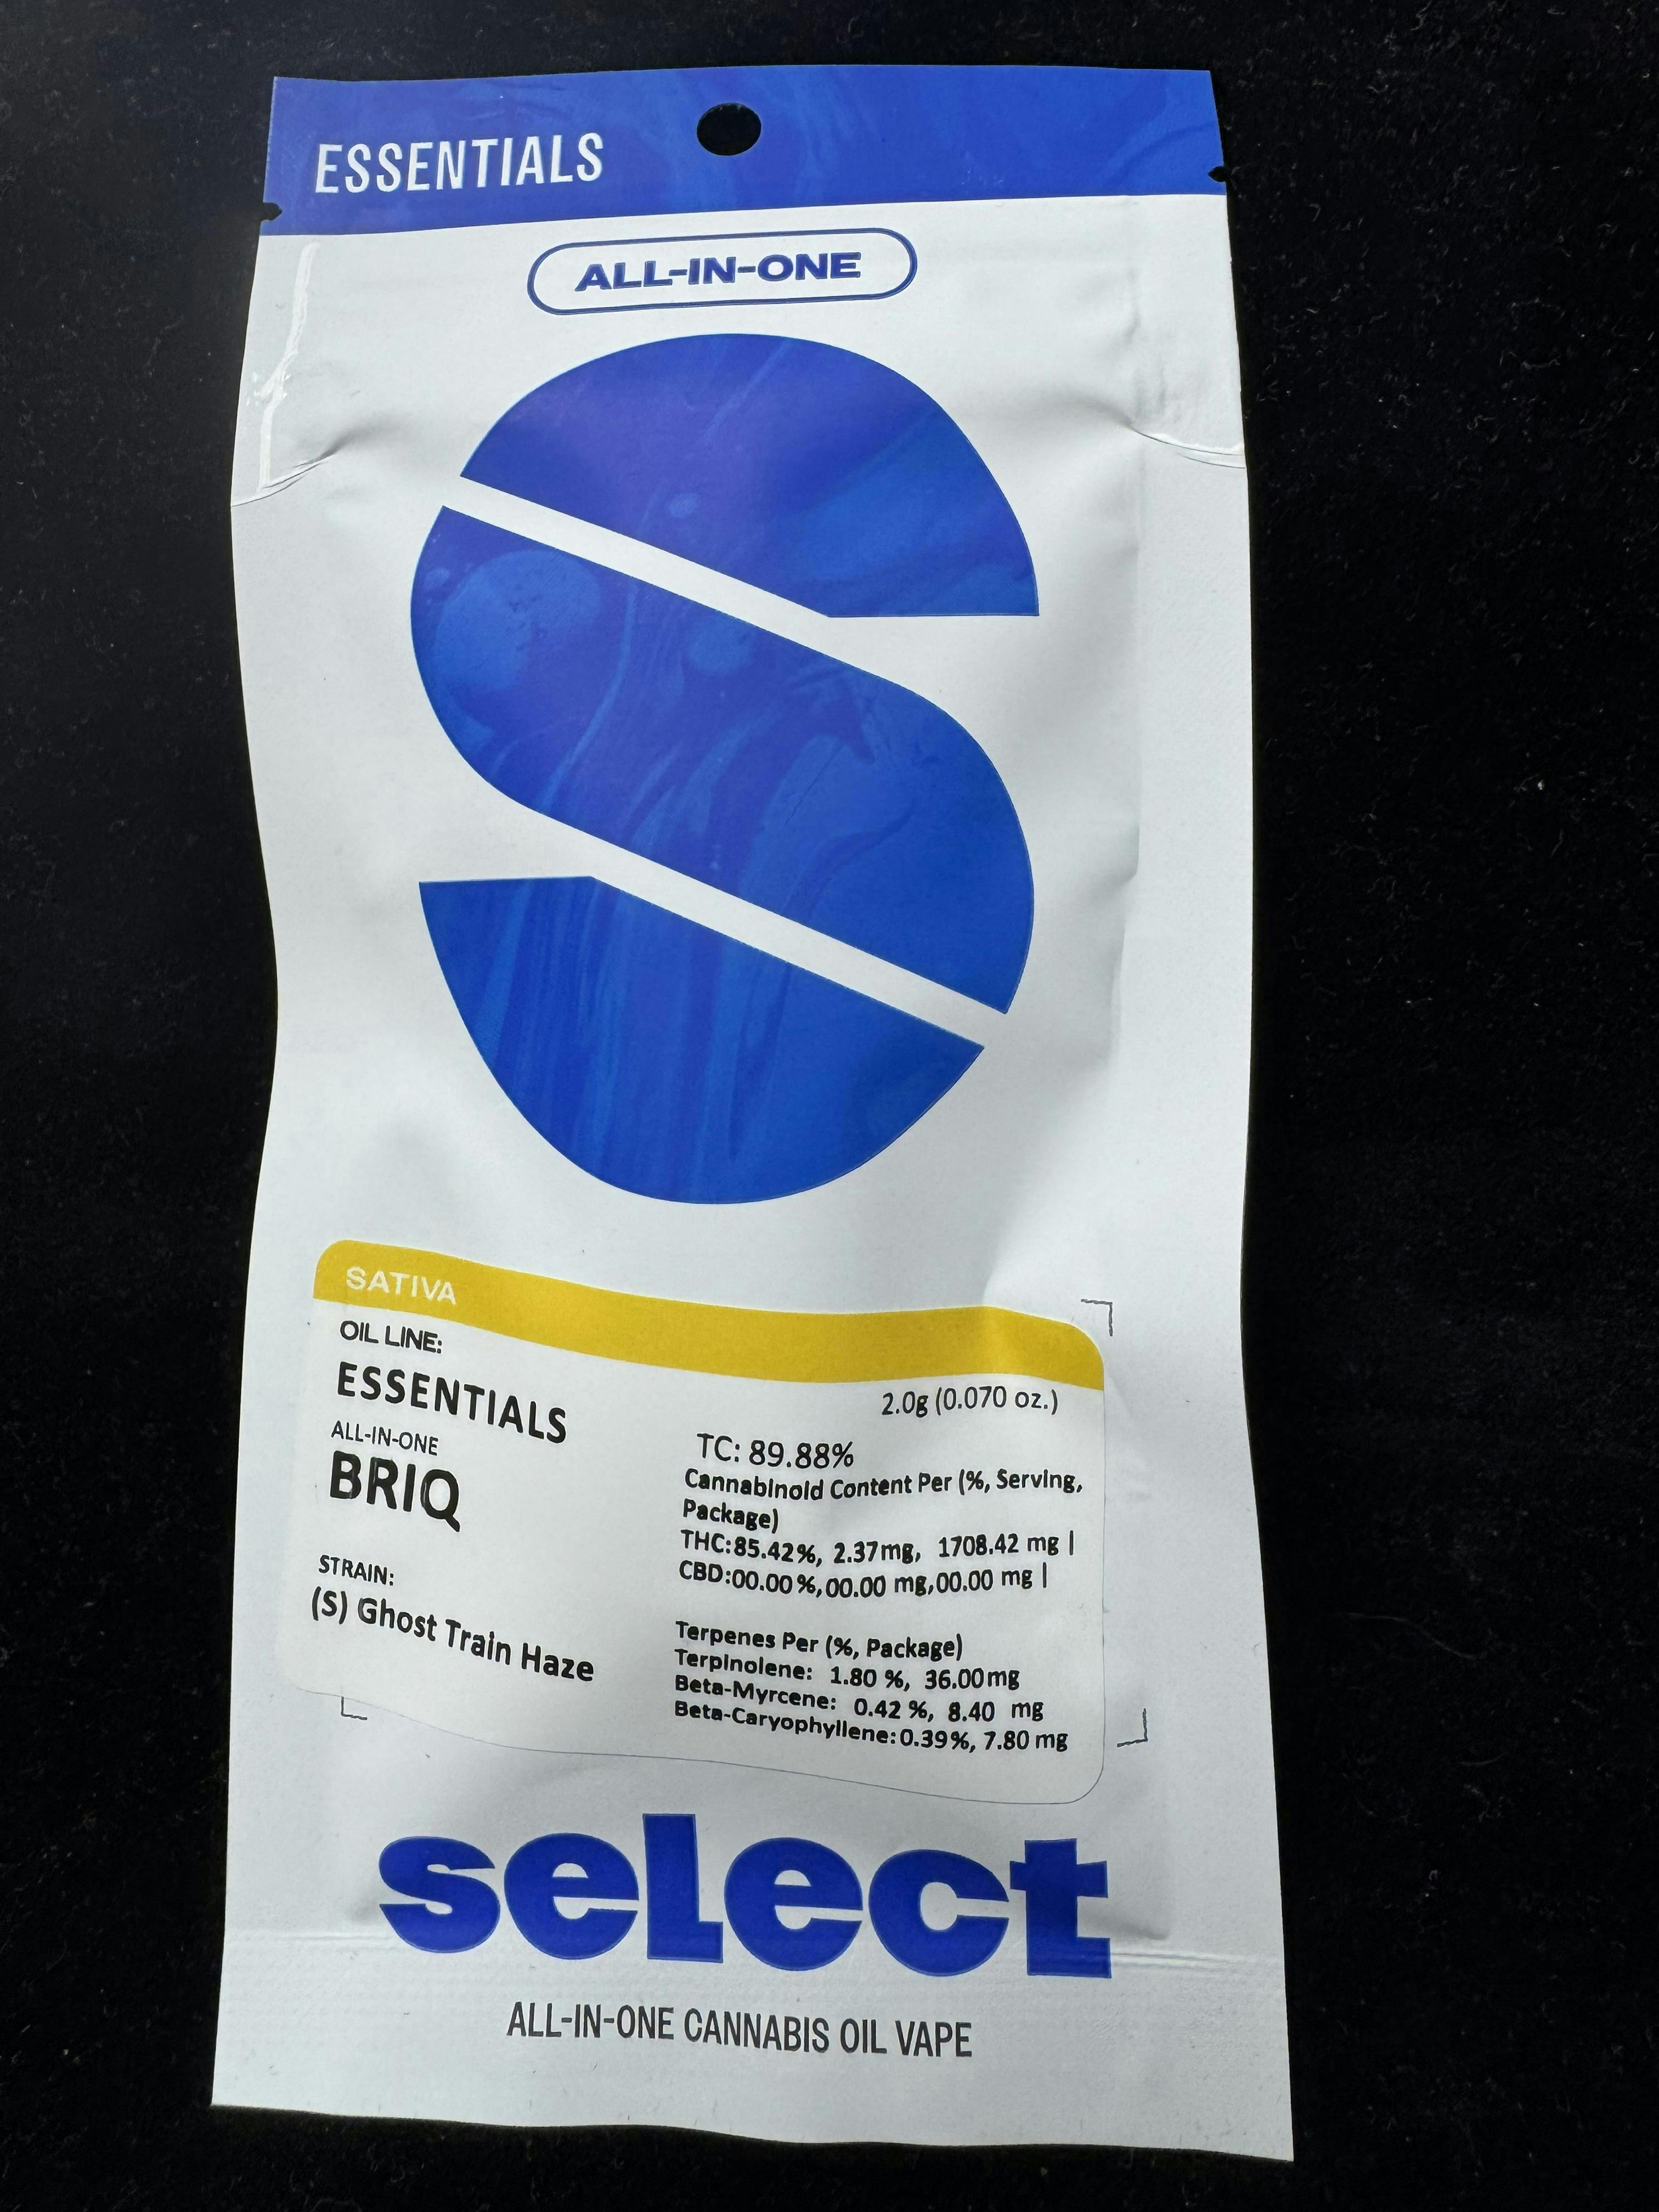 ESSENTIALS
ALL-IN-ONE
SATIVA
OIL LINE:
ESSENTIALS
ALL-IN-ONE
BRIQ
STRAIN:
(S) Ghost Train Haze
2.0g (0.070 oz.)
TC: 89.88%
Cannabinoid Content Per (%, Serving,
Package)
THC:85.42%, 2.37mg, 1708.42 mg |
CBD:00.00%,00.00 mg,00.00 mg |
Terpenes Per (%, Package)
Terpinolene: 1.80 %, 36.00mg
Beta-Myrcene: 0.42 %, 8.40 mg
Beta-Caryophyllene:0.39%, 7.80 mg
select
ALL-IN-ONE CANNABIS OIL VAPE